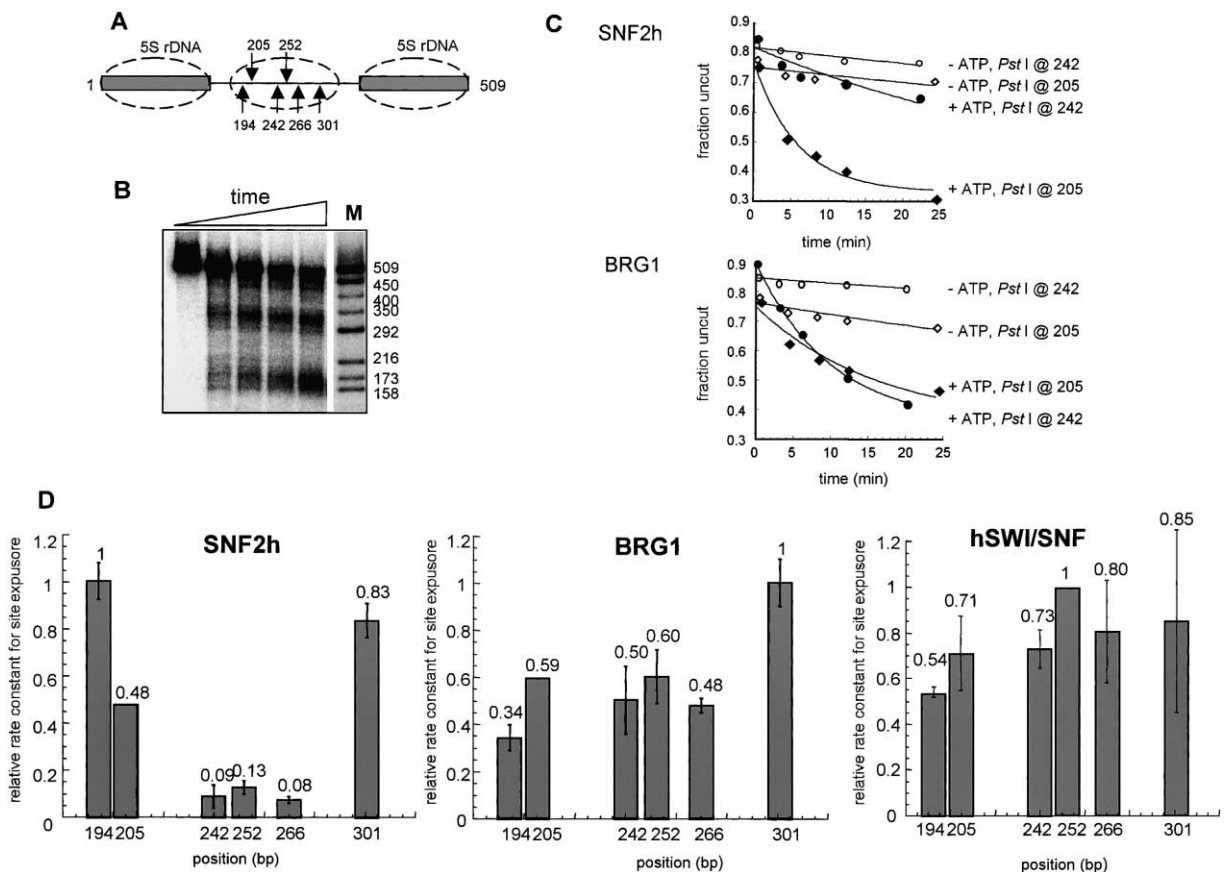 A
5S rDNA
205 252
5S rDNA
1
509
194 242 266 301
B
time
M
509
450
400
350
292
216
173
158
C
SNF2h
0.9
0.8
0.7
0.6
0.5
0.4
0.3
fraction uncut
0 5 10 15 20 25
time (min)
- ATP, Pst I @ 242
- ATP, Pst I @ 205
+ ATP, Pst I @ 242
+ ATP, Pst I @ 205
BRG1
0.9
0.8
0.7
0.6
0.5
0.4
0.3
fraction uncut
0 5 10 15 20 25
time (min)
- ATP, Pst I @ 242
- ATP, Pst I @ 205
+ ATP, Pst I @ 205
+ ATP, Pst I @ 242
D
SNF2h
relative rate constant for site expusore
1.2
1
0.8
0.6
0.4
0.2
0
1
0.48
0.09
0.13
0.08
0.83
194 205 242 252 266 301
position (bp)
BRG1
relative rate constant for site expusore
1.2
1
0.8
0.6
0.4
0.2
0
0.34
0.59
0.50
0.60
0.48
1
194 205 242 252 266 301
position (bp)
hSWI/SNF
relative rate constant for site expusore
1.2
1
0.8
0.6
0.4
0.2
0
0.54
0.71
0.73
1
0.80
0.85
194 205 242 252 266 301
position (bp)